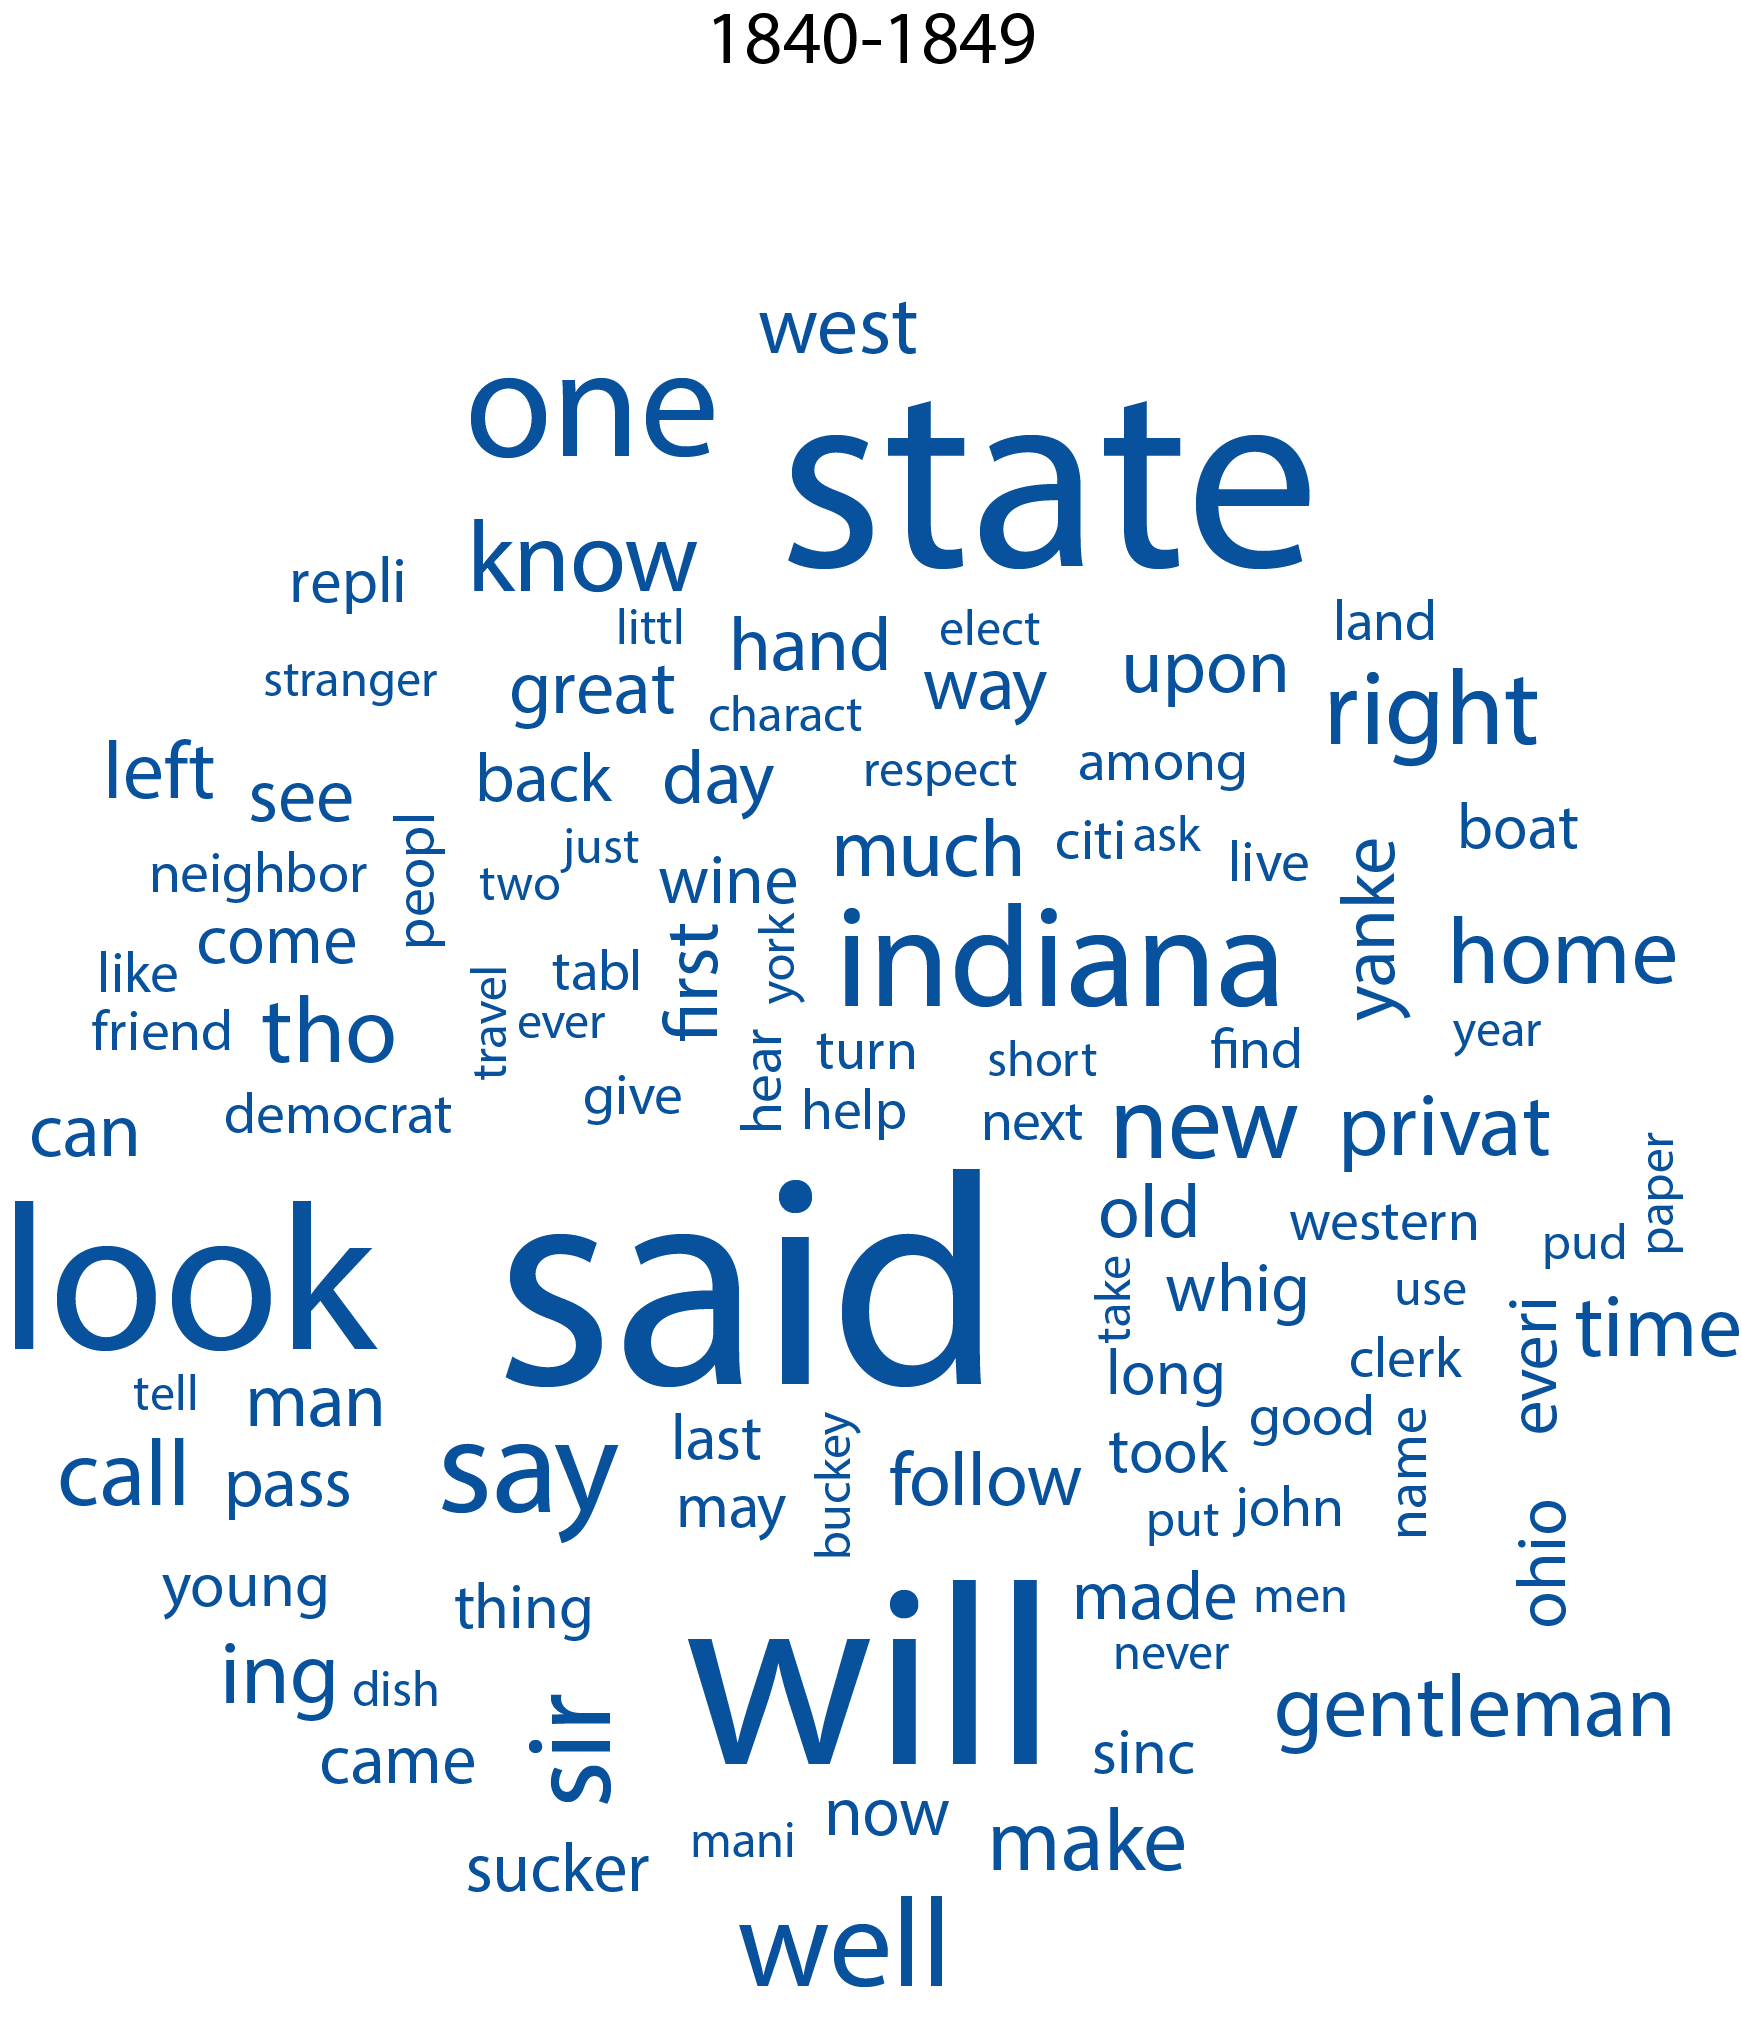 1840-1849
west
one
state
know
repli
littl
hand
elect
land
stranger
great
way
upon
right
charact
left
see
back
day
respect
among
peopl
just
much
citi
ask
live
yanke
boat
neighbor
two
wine
come
first
york
indiana
home
like
tabl
travel
friend
tho
ever
hear
turn
short
find
year
democrat
give
help
next
new
privat
can
paper
look
said
old
western
pud
take
whig
use
everi
time
tell
man
long
clerk
call
pass
say
last
buckey
follow
took
good
name
may
put
john
ohio
young
thing
will
made
men
never
ing
dish
sir
gentleman
came
sinc
now
sucker
mani
make
well